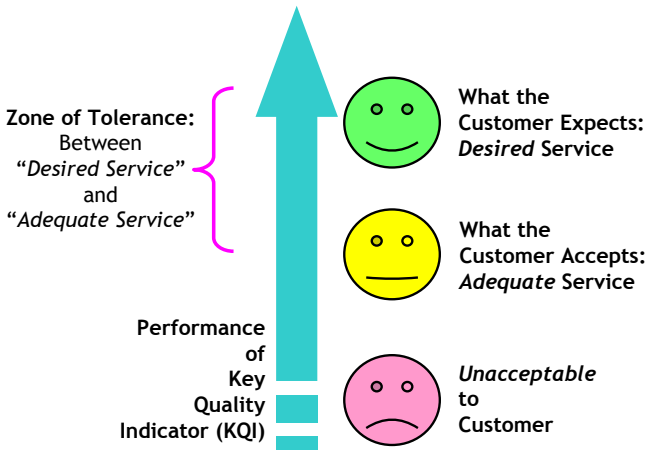 Zone of Tolerance:
Between
“Desired Service”
and
“Adequate Service”
What the
Customer Expects:
Desired Service
What the
Customer Accepts:
Adequate Service
Performance
of
Key
Quality
Indicator (KQI)
Unacceptable
to
Customer